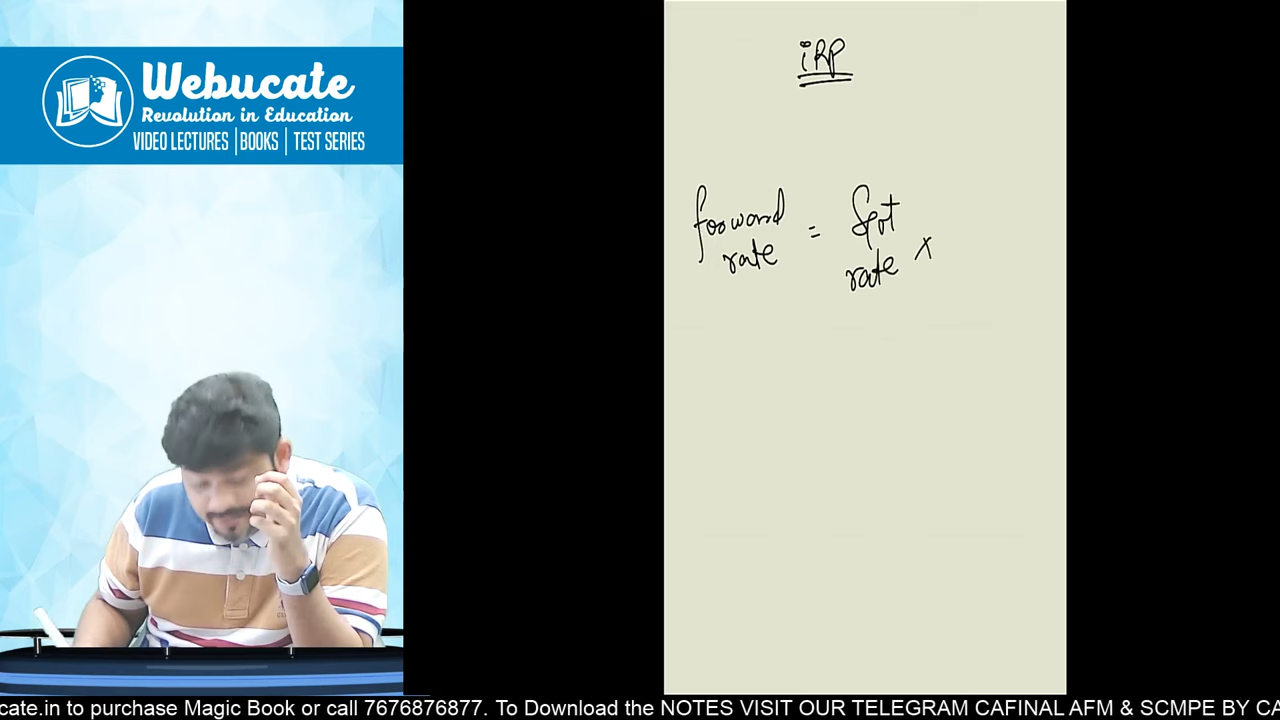 Webucate
Revolution in Education
VIDEO LECTURES | BOOKS | TEST SERIES
iRP
forward rate = Spot rate ×
cate.in to purchase Magic Book or call 7676876877. To Download the NOTES VISIT OUR TELEGRAM CAFINAL AFM & SCMPE BY CA